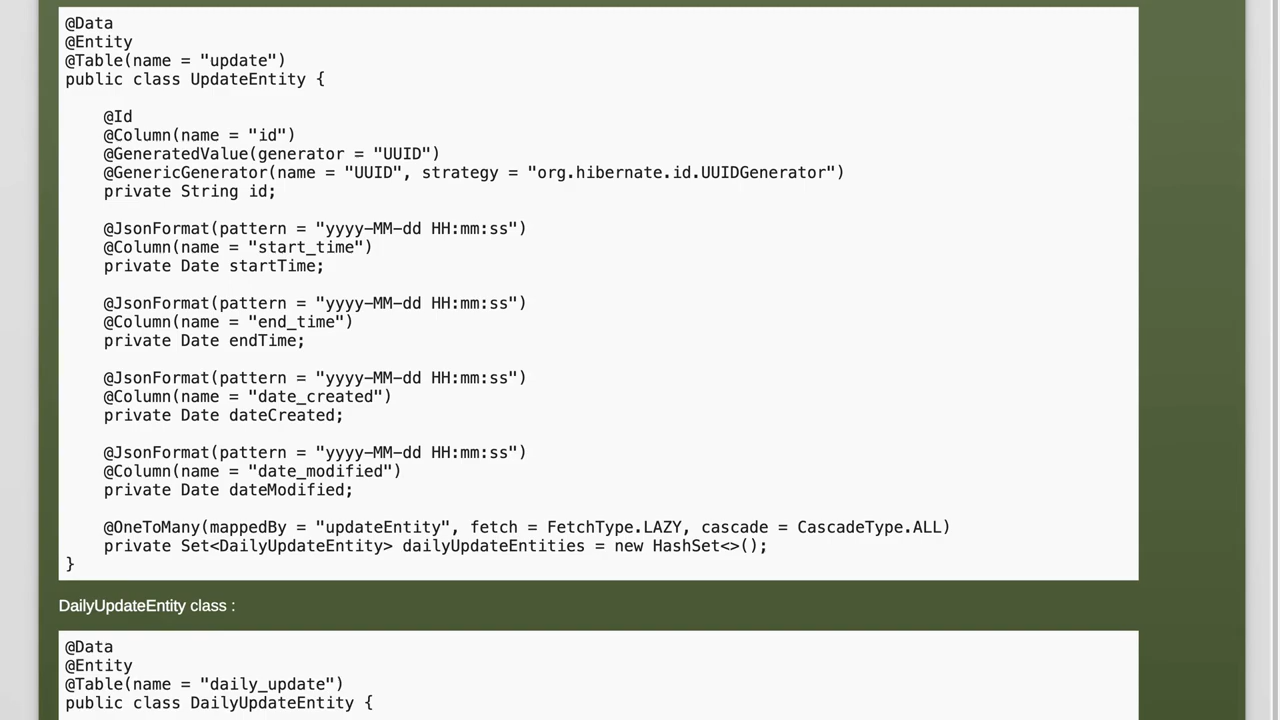 @Data
@Entity
@Table(name = "update")
public class UpdateEntity {
@Id
@Column(name = "id")
@GeneratedValue(generator = "UUID")
@GenericGenerator(name = "UUID", strategy = "org.hibernate.id.UUIDGenerator")
private String id;
@JsonFormat(pattern = "yyyy-MM-dd HH:mm:ss")
@Column(name = "start_time")
private Date startTime;
@JsonFormat(pattern = "yyyy-MM-dd HH:mm:ss")
@Column(name = "end_time")
private Date endTime;
@JsonFormat(pattern = "yyyy-MM-dd HH:mm:ss")
@Column(name = "date_created")
private Date dateCreated;
@JsonFormat(pattern = "yyyy-MM-dd HH:mm:ss")
@Column(name = "date_modified")
private Date dateModified;
@OneToMany(mappedBy = "updateEntity", fetch = FetchType.LAZY, cascade = CascadeType.ALL)
private Set<DailyUpdateEntity> dailyUpdateEntities = new HashSet<>();
}
DailyUpdateEntity class :
@Data
@Entity
@Table(name = "daily_update")
public class DailyUpdateEntity {